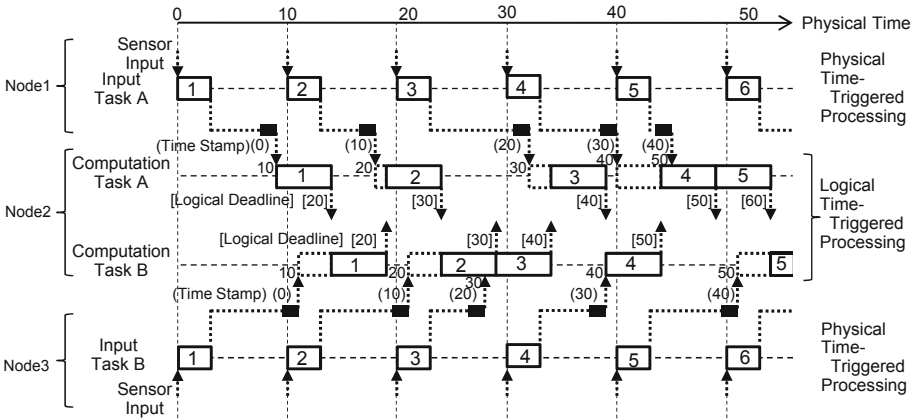 0 10 20 30 40 50 Physical Time
Sensor
Input
Node1
Input
Task A
1 2 3 4 5 6
Physical
Time-
Triggered
Processing
(Time Stamp) (0) (10) (20) (30) (40)
10 20 30 40 50
Computation
Task A
1 2 3 4 5
[Logical Deadline] [20] [30] [40] [50] [60]
Node2
Logical
Time-
Triggered
Processing
[Logical Deadline] [20] [30] [40] [50]
Computation
Task B
1 2 3 4 5
10 20 30 40 50
(Time Stamp) (0) (10) (20) (30) (40)
Node3
Input
Task B
1 2 3 4 5 6
Sensor
Input
Physical
Time-
Triggered
Processing